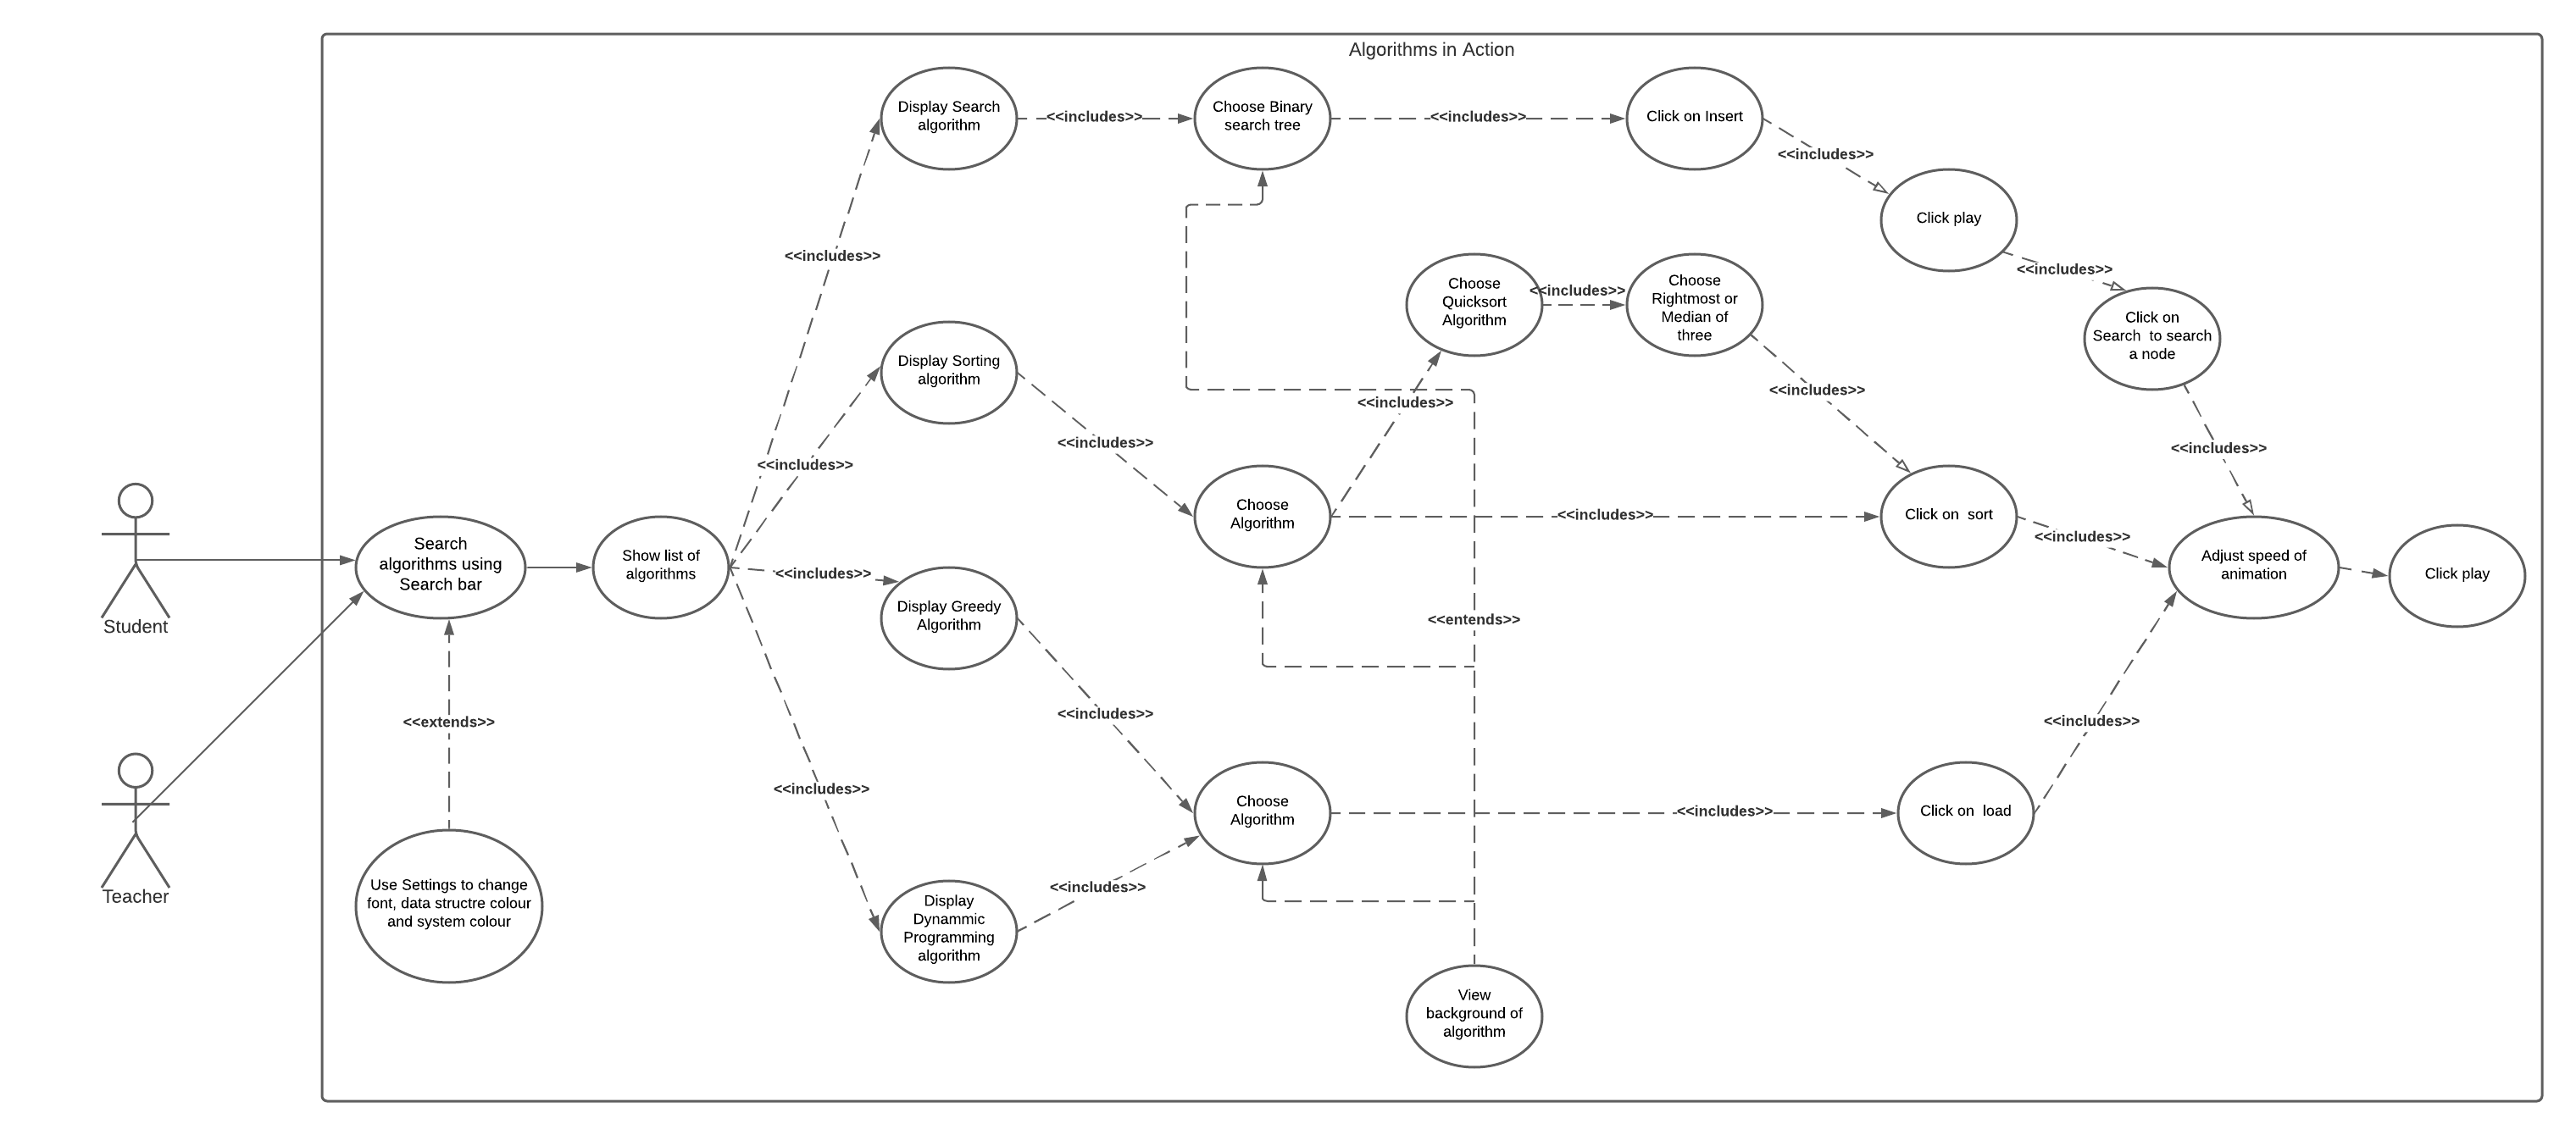 Algorithms in Action
Display Search
algorithm
<<includes>>
Choose Binary
search tree
<<includes>>
Click on Insert
<<includes>>
Click play
<<includes>>
<<includes>>
Click on
Search  to search
a node
Choose
Quicksort
Algorithm
<<includes>>
Choose
Rightmost or
Median of
three
<<includes>>
<<includes>>
<<includes>>
Display Sorting
algorithm
<<includes>>
<<includes>>
Choose
Algorithm
<<includes>>
Click on  sort
<<includes>>
Adjust speed of
animation
Click play
Student
Search
algorithms using
Search bar
Show list of
algorithms
<<includes>>
Display Greedy
Algorithm
<<entends>>
<<extends>>
<<includes>>
<<includes>>
<<includes>>
Choose
Algorithm
<<includes>>
Click on  load
Teacher
Use Settings to change
font, data structre colour
and system colour
<<includes>>
Display
Dynammic
Programming
algorithm
View
background of
algorithm